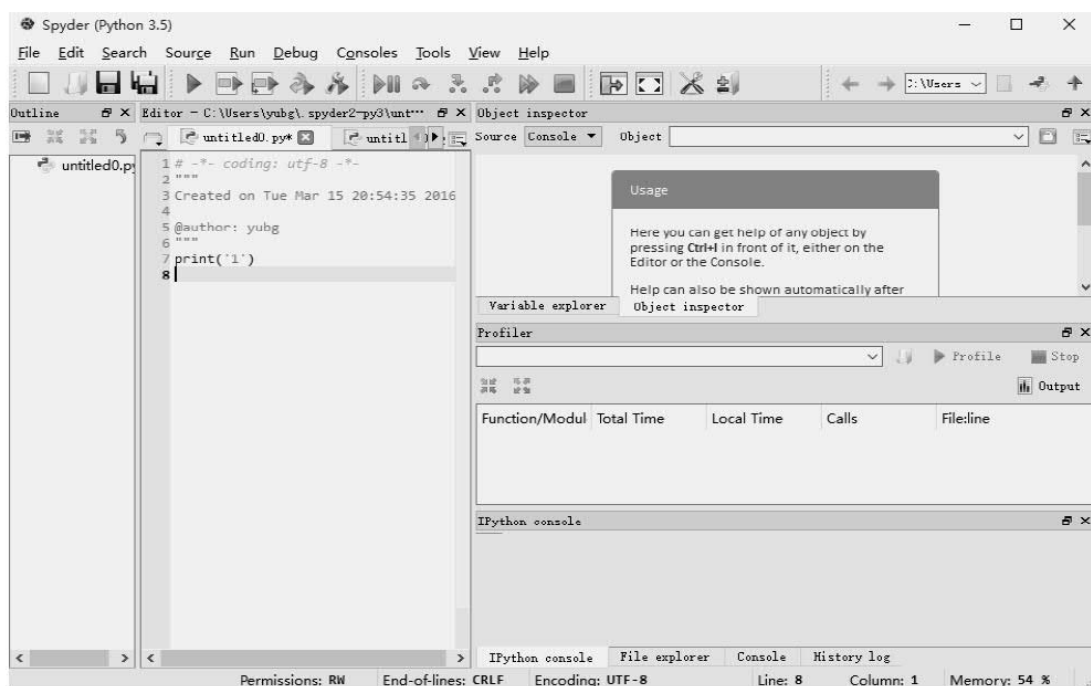 Spyder (Python 3.5)
File Edit Search Source Run Debug Consoles Tools View Help
:\Users
Outline
Editor - C:\Users\yubg\.spyder2-py3\unt…
Object inspector
untitled0.py*
untitl
Source Console Object
untitled0.py
1 # -*- coding: utf-8 -*-
2 """
3 Created on Tue Mar 15 20:54:35 2016
4
5 @author: yubg
6 """
7 print('1')
8
Usage
Here you can get help of any object by
pressing Ctrl+I in front of it, either on the
Editor or the Console.
Help can also be shown automatically after
Variable explorer Object inspector
Profiler
Profile Stop
Output
Function/Modul Total Time Local Time Calls File:line
IPython console
IPython console File explorer Console History log
Permissions: RW End-of-lines: CRLF Encoding: UTF-8 Line: 8 Column: 1 Memory: 54 %